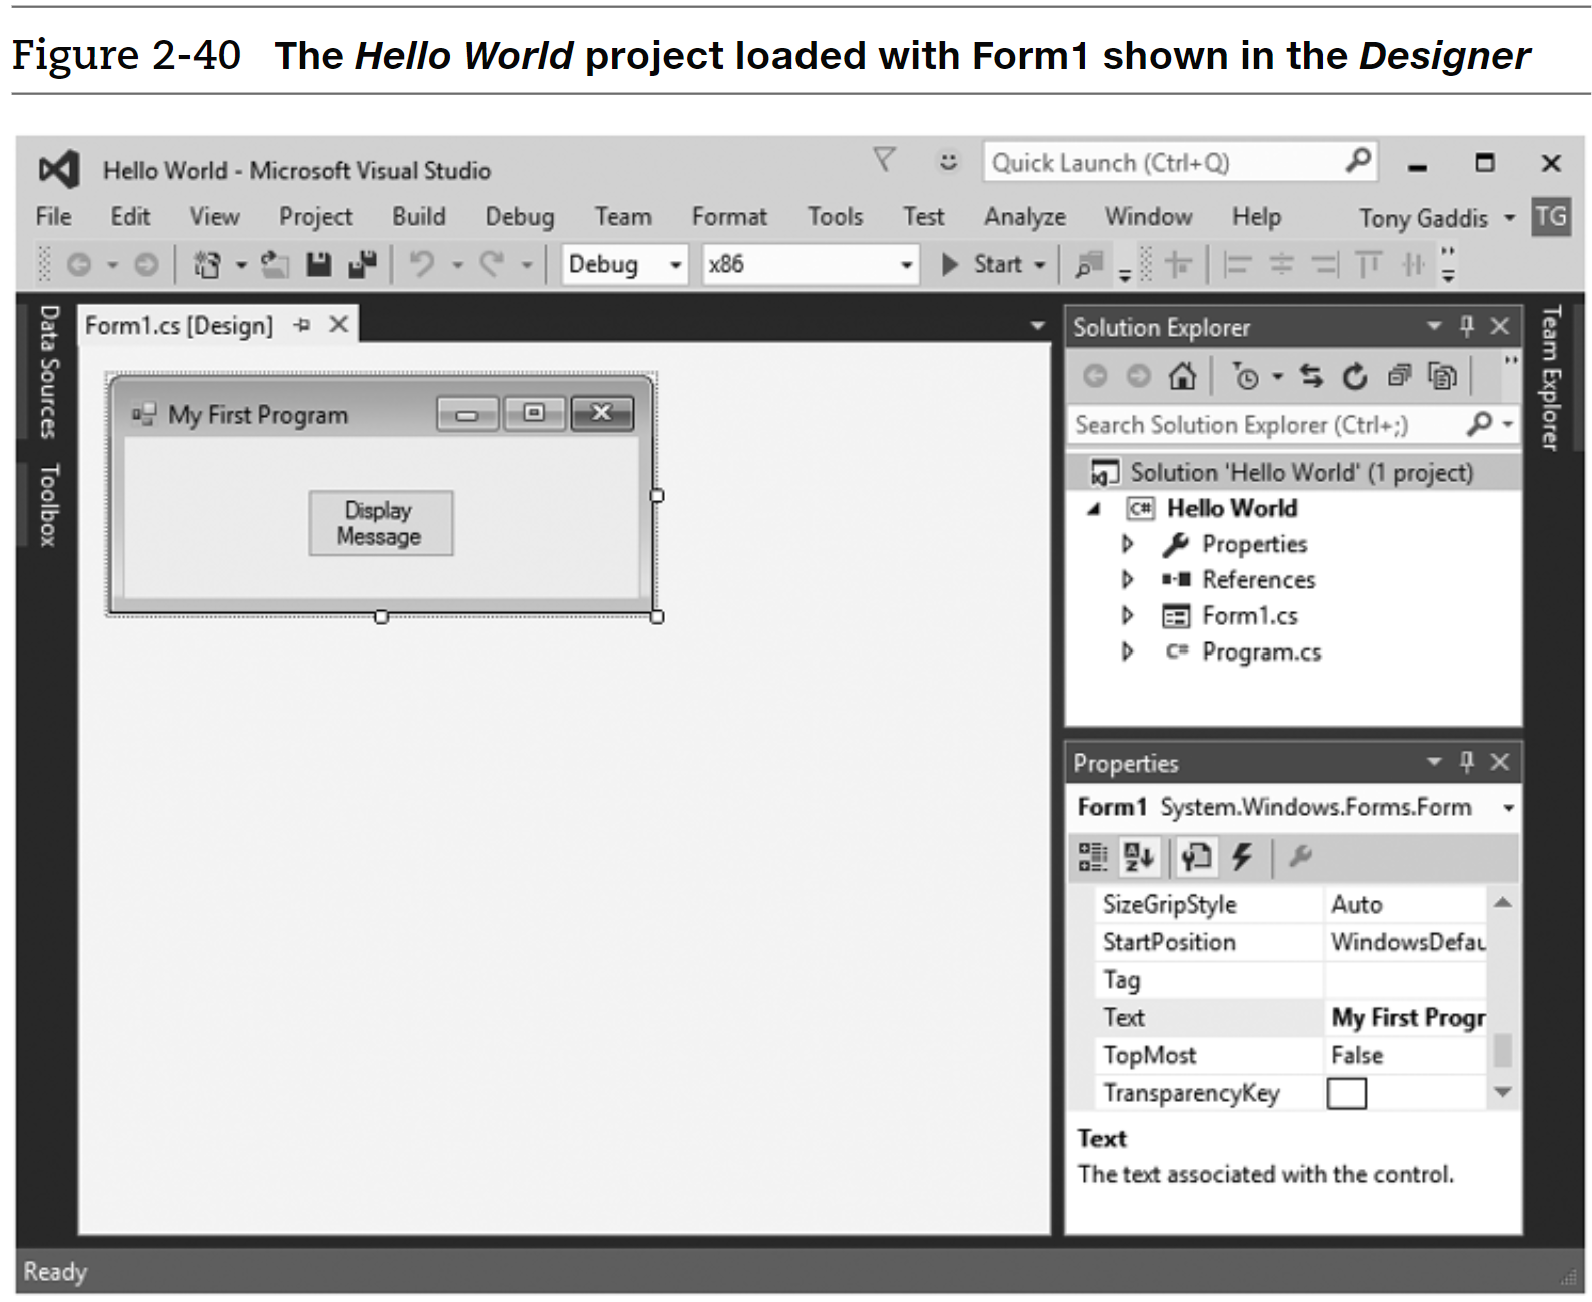 Figure 2-40 The Hello World project loaded with Form1 shown in the Designer
Hello World - Microsoft Visual Studio
Quick Launch (Ctrl+Q)
File Edit View Project Build Debug Team Format Tools Test Analyze Window Help Tony Gaddis TG
Debug x86 Start
Data Sources
Toolbox
Form1.cs [Design]
My First Program
Display
Message
Solution Explorer
Search Solution Explorer (Ctrl+;)
Solution 'Hello World' (1 project)
C# Hello World
Properties
References
Form1.cs
C# Program.cs
Team Explorer
Properties
Form1 System.Windows.Forms.Form
SizeGripStyle Auto
StartPosition WindowsDefau
Tag
Text My First Progr
TopMost False
TransparencyKey
Text
The text associated with the control.
Ready